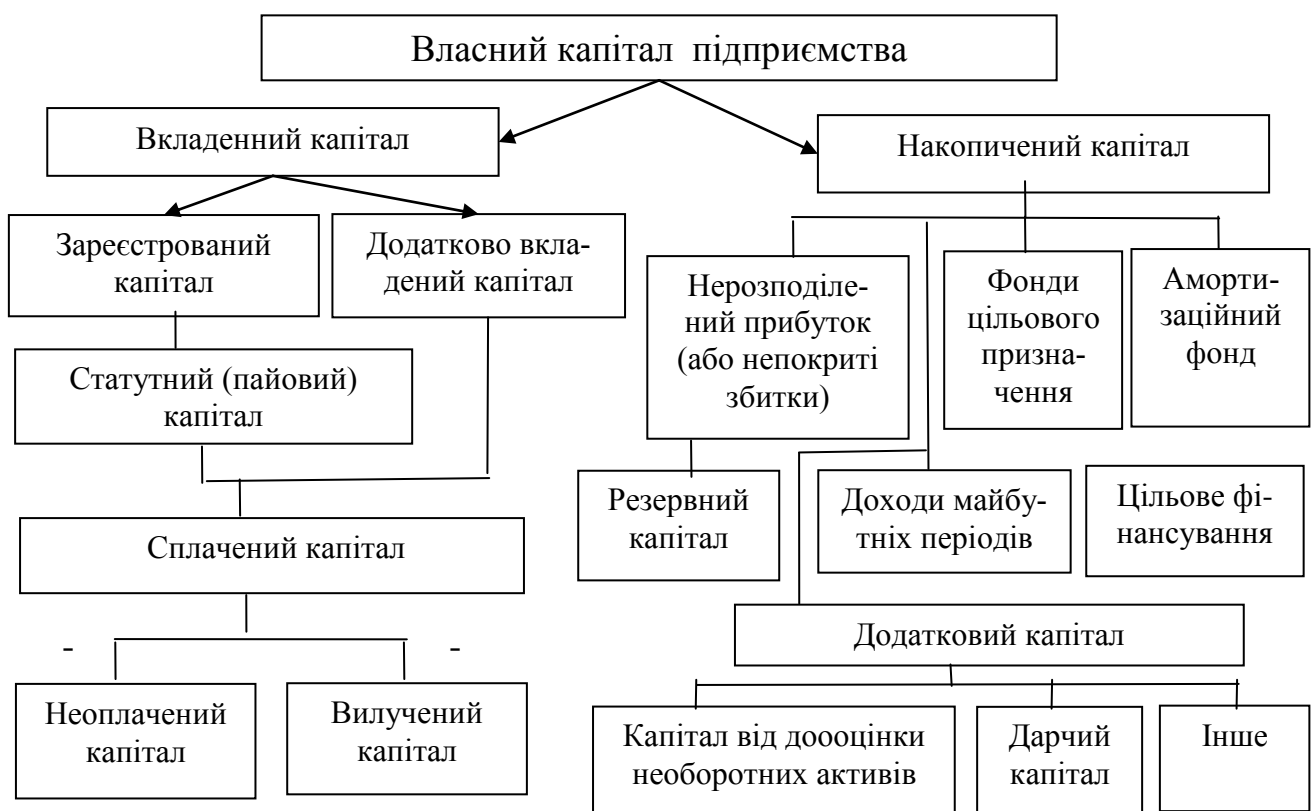 Власний капітал  підприємства
Вкладенний капітал
Накопичений капітал
Зареєстрований
капітал
Додатково вкла-
дений капітал
Нерозподіле-
ний прибуток
(або непокриті
збитки)
Фонди
цільового
призна-
чення
Аморти-
заційний
фонд
Статутний (пайовий)
капітал
Резервний
капітал
Доходи майбу-
тніх періодів
Цільове фі-
нансування
Сплачений капітал
Додатковий капітал
-
-
Неоплачений
капітал
Вилучений
капітал
Капітал від доооцінки
необоротних активів
Дарчий
капітал
Інше